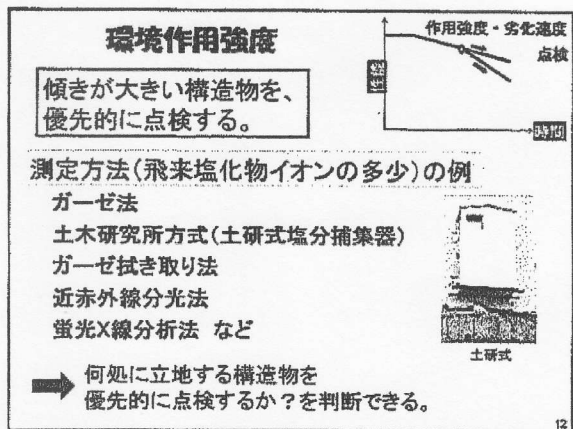 環境作用強度
作用強度・劣化速度
点検
性能
時間
傾きが大きい構造物を、
優先的に点検する。
測定方法(飛来塩化物イオンの多少)の例
ガーゼ法
土木研究所方式(土研式塩分捕集器)
ガーゼ拭き取り法
近赤外線分光法
蛍光X線分析法 など
土研式
何処に立地する構造物を
優先的に点検するか?を判断できる。
12